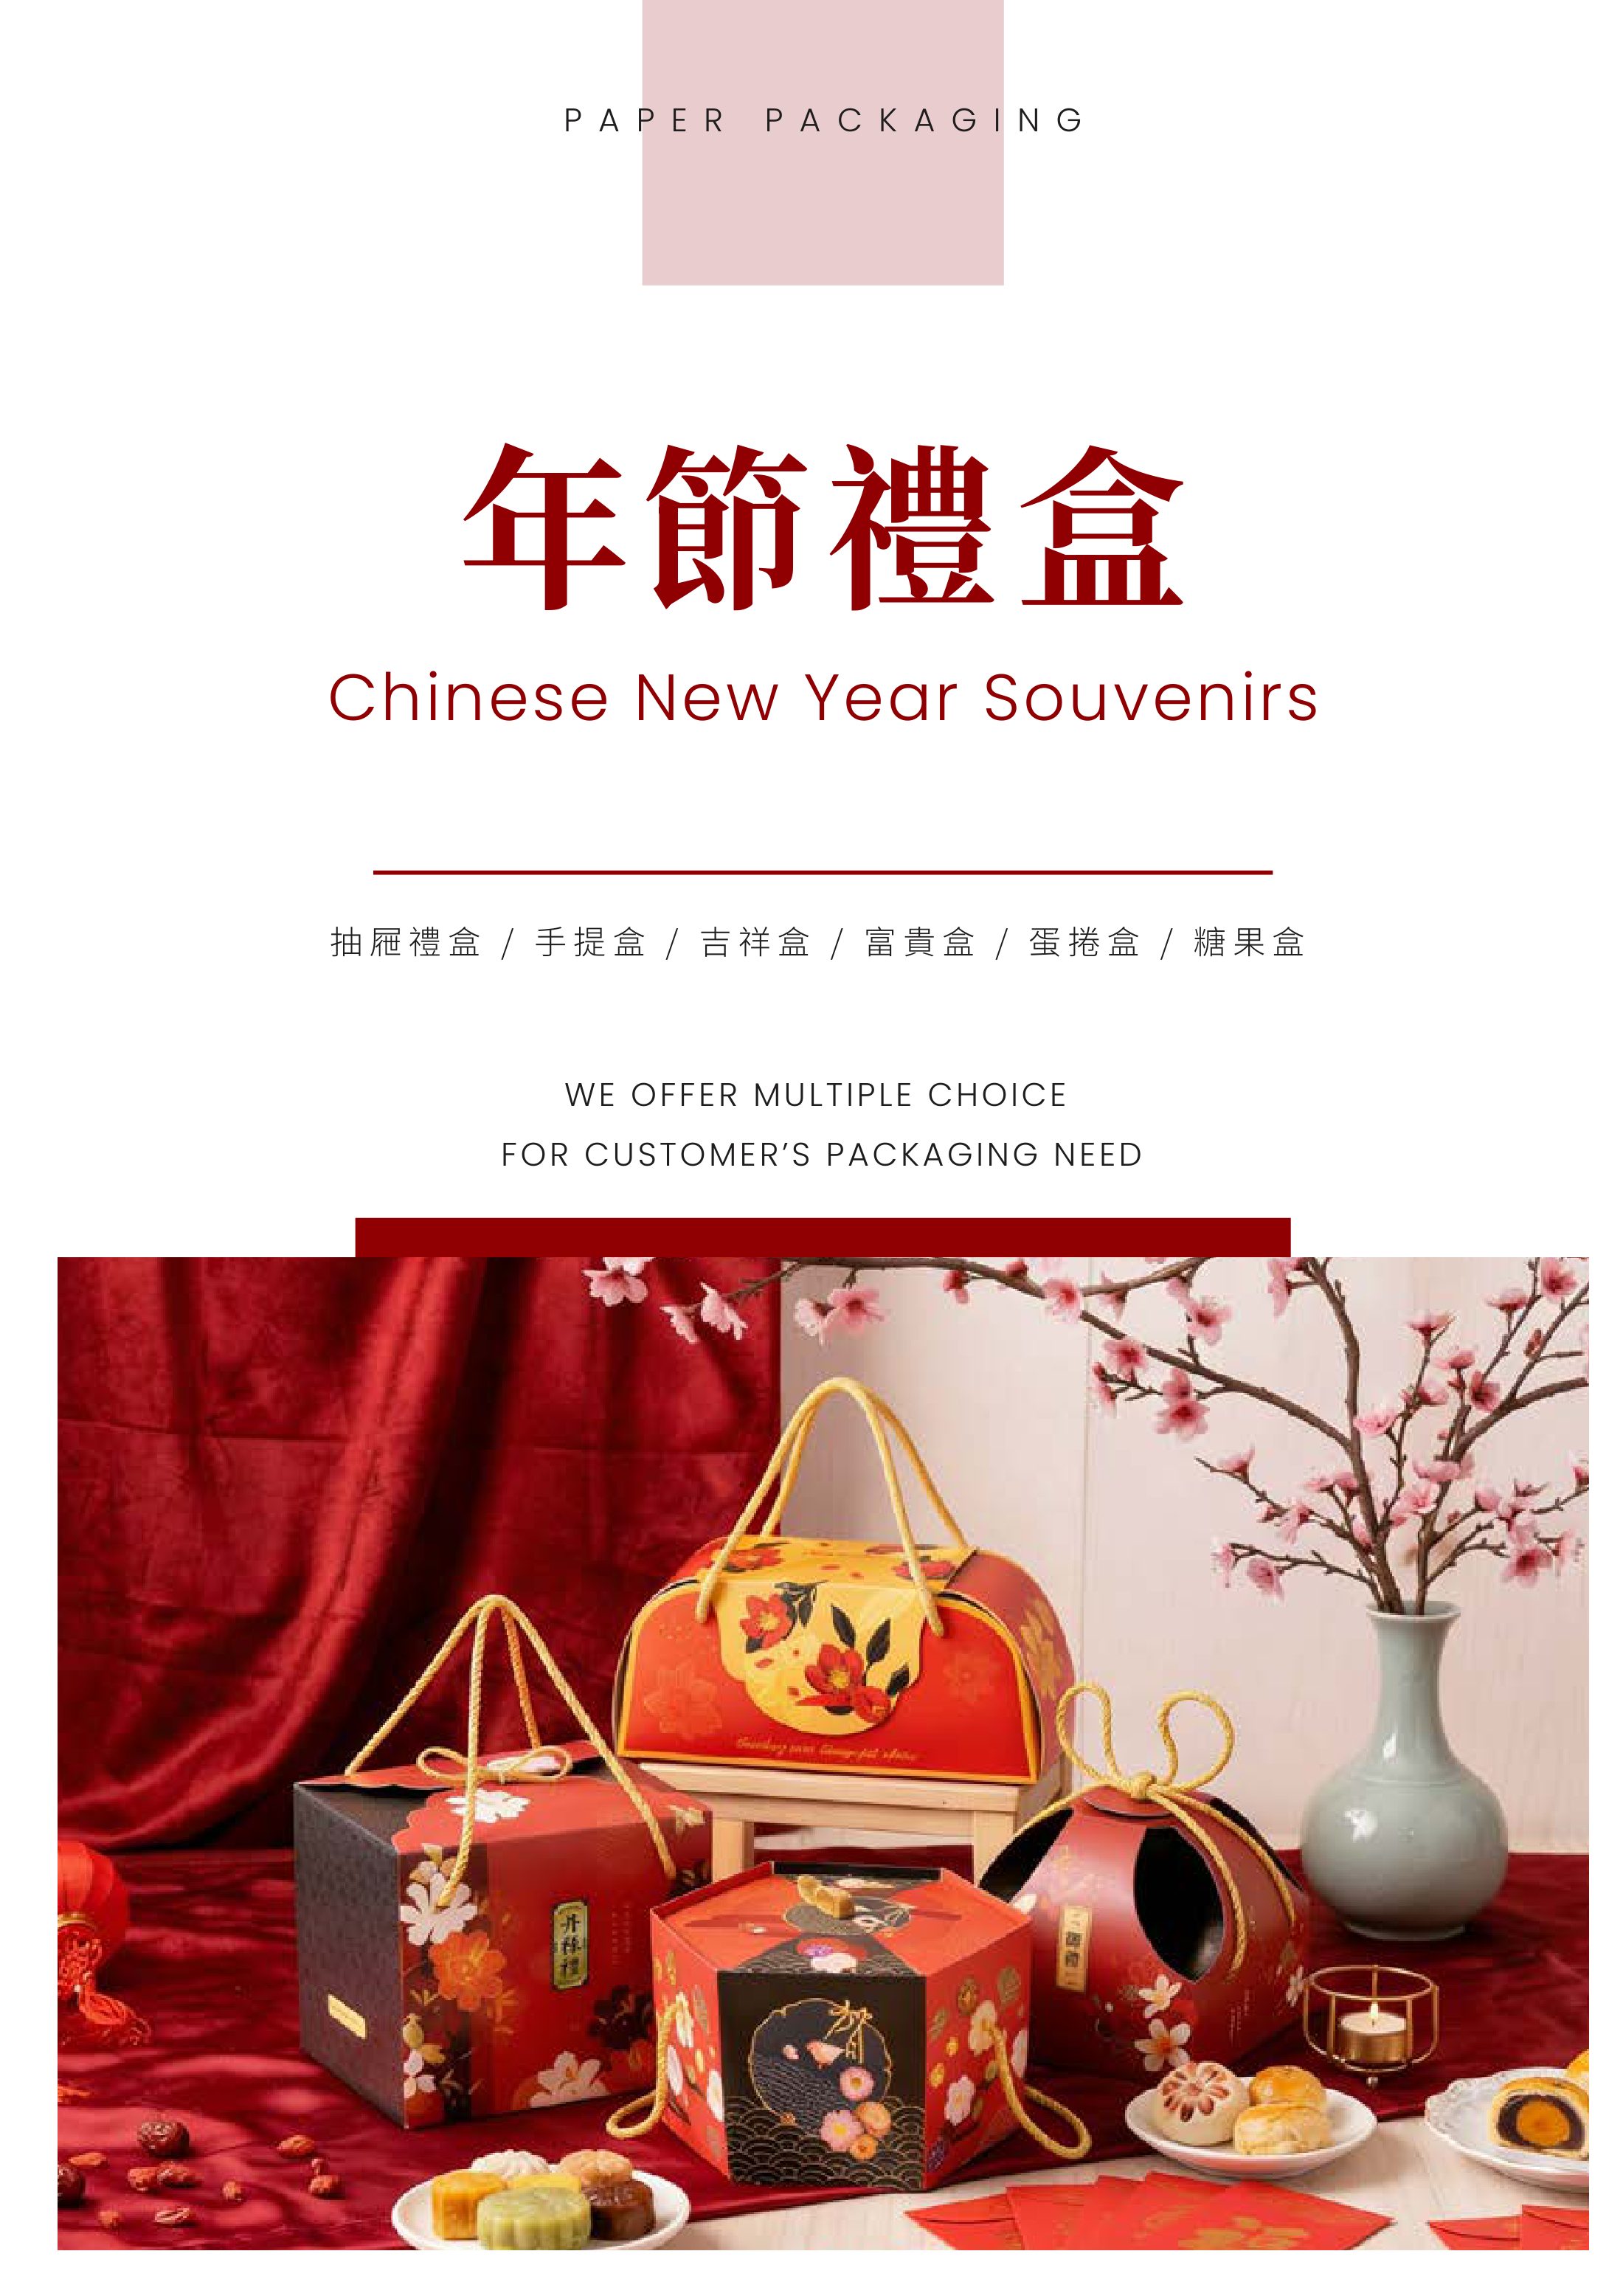 PAPER PACKAGING
年節禮盒
Chinese New Year Souvenirs
抽屜禮盒 / 手提盒 / 吉祥盒 / 富貴盒 / 蛋捲盒 / 糖果盒
WE OFFER MULTIPLE CHOICE
FOR CUSTOMER’S PACKAGING NEED